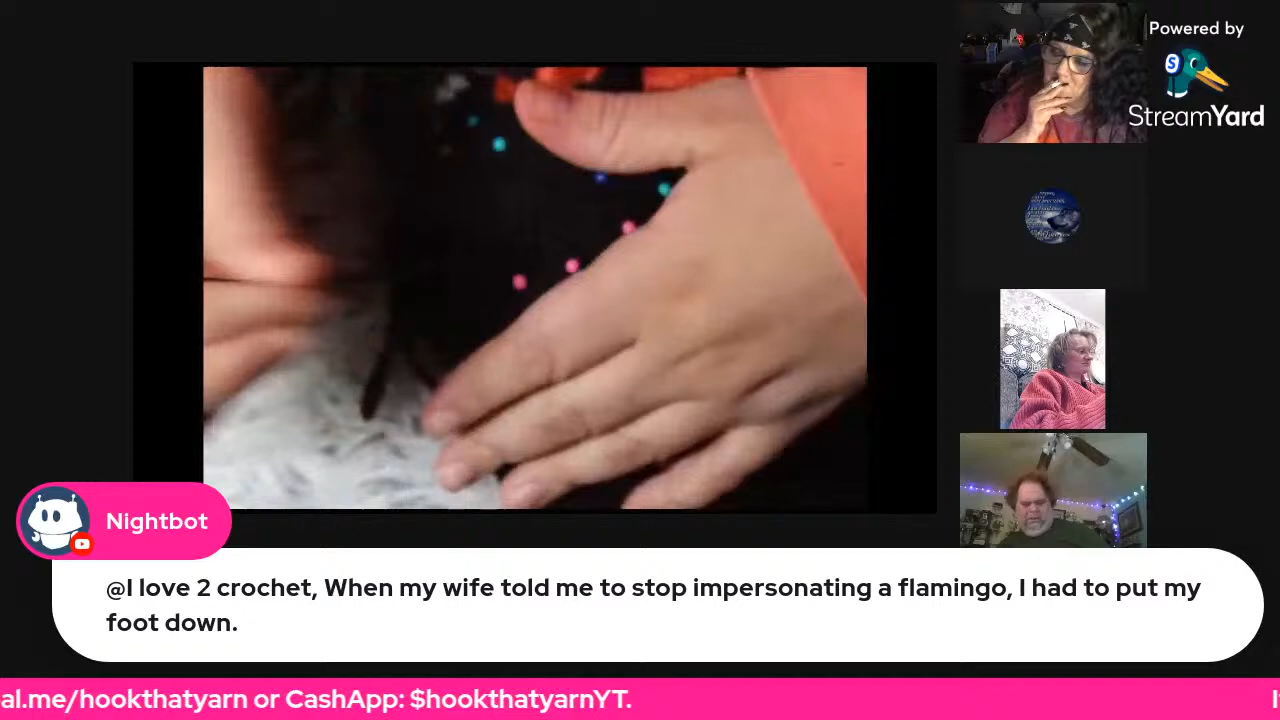 Powered by
StreamYard
Nightbot
@I love 2 crochet, When my wife told me to stop impersonating a flamingo, I had to put my
foot down.
al.me/hookthatyarn or CashApp: $hookthatyarnYT.